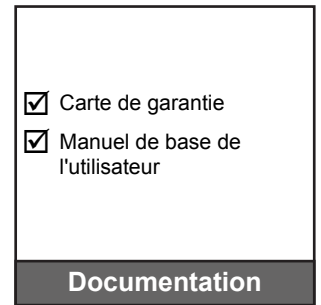 Carte de garantie
Manuel de base de
l'utilisateur
Documentation